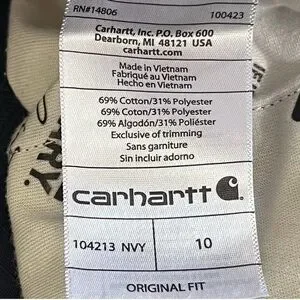 RN#14806 100423
Carhartt, Inc. P.O. Box 600
Dearborn, MI 48121 USA
carhartt.com
Made in Vietnam
Fabriqué au Vietnam
Hecho en Vietnam
69% Cotton/31% Polyester
69% Coton/31% Polyester
69% Algodón/31% Poliéster
Exclusive of trimming
Sans garniture
Sin incluir adorno
carhartt
104213 NVY 10
ORIGINAL FIT